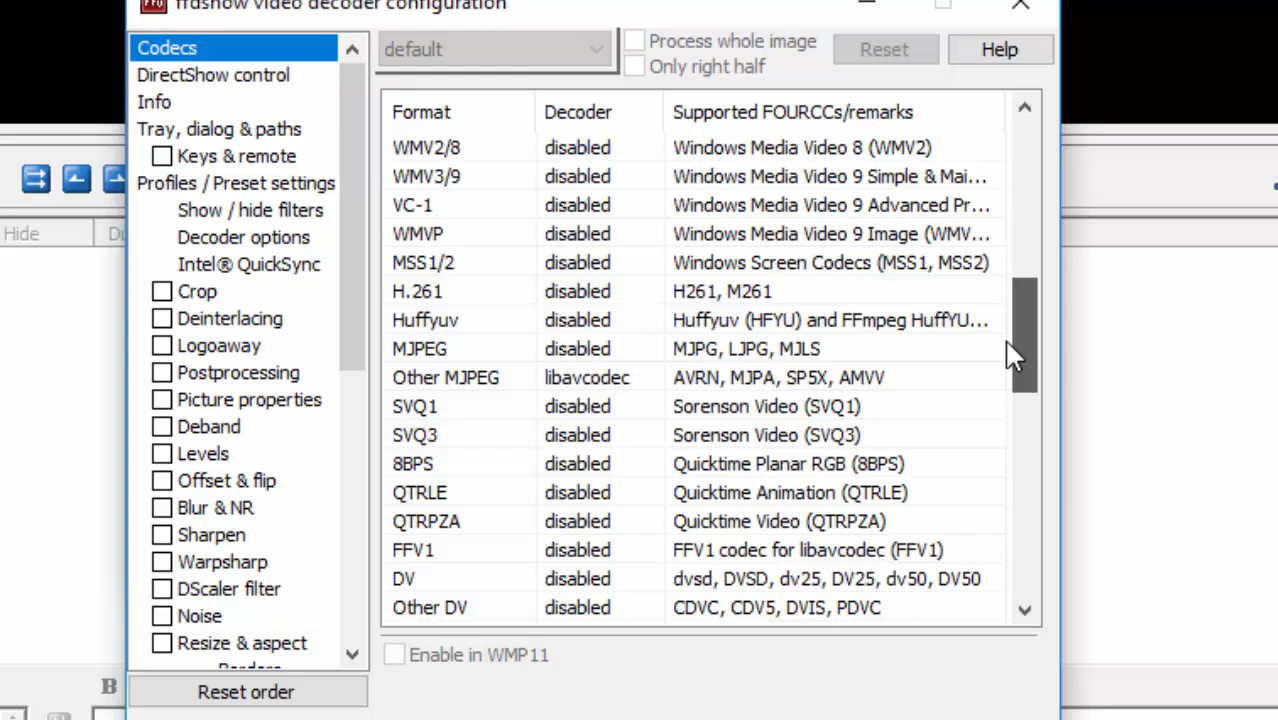 ffdshow video decoder configuration
Codecs
DirectShow control
Info
Tray, dialog & paths
Keys & remote
Profiles / Preset settings
Show / hide filters
Decoder options
Intel® QuickSync
Crop
Deinterlacing
Logoaway
Postprocessing
Picture properties
Deband
Levels
Offset & flip
Blur & NR
Sharpen
Warpsharp
DScaler filter
Noise
Resize & aspect
Borders
Reset order
default
Process whole image
Only right half
Reset
Help
Format Decoder Supported FOURCCs/remarks
WMV2/8 disabled Windows Media Video 8 (WMV2)
WMV3/9 disabled Windows Media Video 9 Simple & Mai...
VC-1 disabled Windows Media Video 9 Advanced Pr...
WMVP disabled Windows Media Video 9 Image (WMV...
MSS1/2 disabled Windows Screen Codecs (MSS1, MSS2)
H.261 disabled H261, M261
Huffyuv disabled Huffyuv (HFYU) and FFmpeg HuffYU...
MJPEG disabled MJPG, LJPG, MJLS
Other MJPEG libavcodec AVRN, MJPA, SP5X, AMVV
SVQ1 disabled Sorenson Video (SVQ1)
SVQ3 disabled Sorenson Video (SVQ3)
8BPS disabled Quicktime Planar RGB (8BPS)
QTRLE disabled Quicktime Animation (QTRLE)
QTRPZA disabled Quicktime Video (QTRPZA)
FFV1 disabled FFV1 codec for libavcodec (FFV1)
DV disabled dvsd, DVSD, dv25, DV25, dv50, DV50
Other DV disabled CDVC, CDV5, DVIS, PDVC
Enable in WMP11
Hide
B